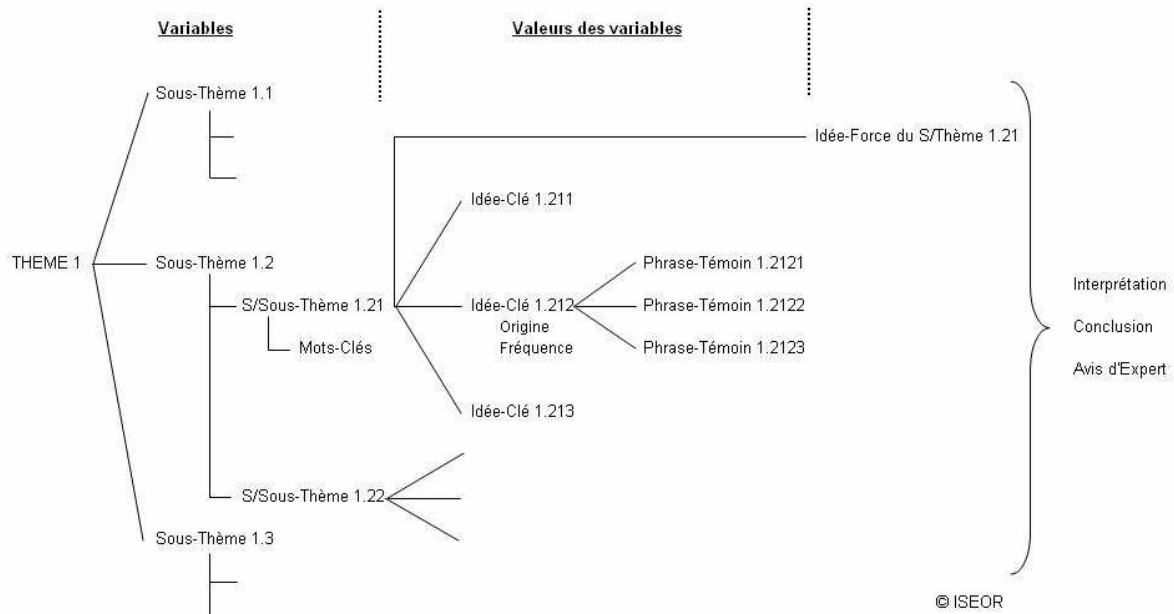 Variables
Valeurs des variables
Sous-Thème 1.1
Idée-Force du S/Thème 1.21
Idée-Clé 1.211
THEME 1
Sous-Thème 1.2
Phrase-Témoin 1.2121
S/Sous-Thème 1.21
Idée-Clé 1.212
Origine
Fréquence
Phrase-Témoin 1.2122
Mots-Clés
Phrase-Témoin 1.2123
Idée-Clé 1.213
S/Sous-Thème 1.22
Sous-Thème 1.3
Interprétation
Conclusion
Avis d'Expert
© ISEOR